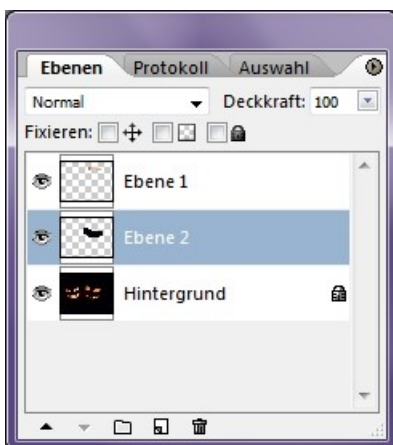 Ebenen Protokoll Auswahl
Normal Deckkraft: 100
Fixieren:
Ebene 1
Ebene 2
Hintergrund